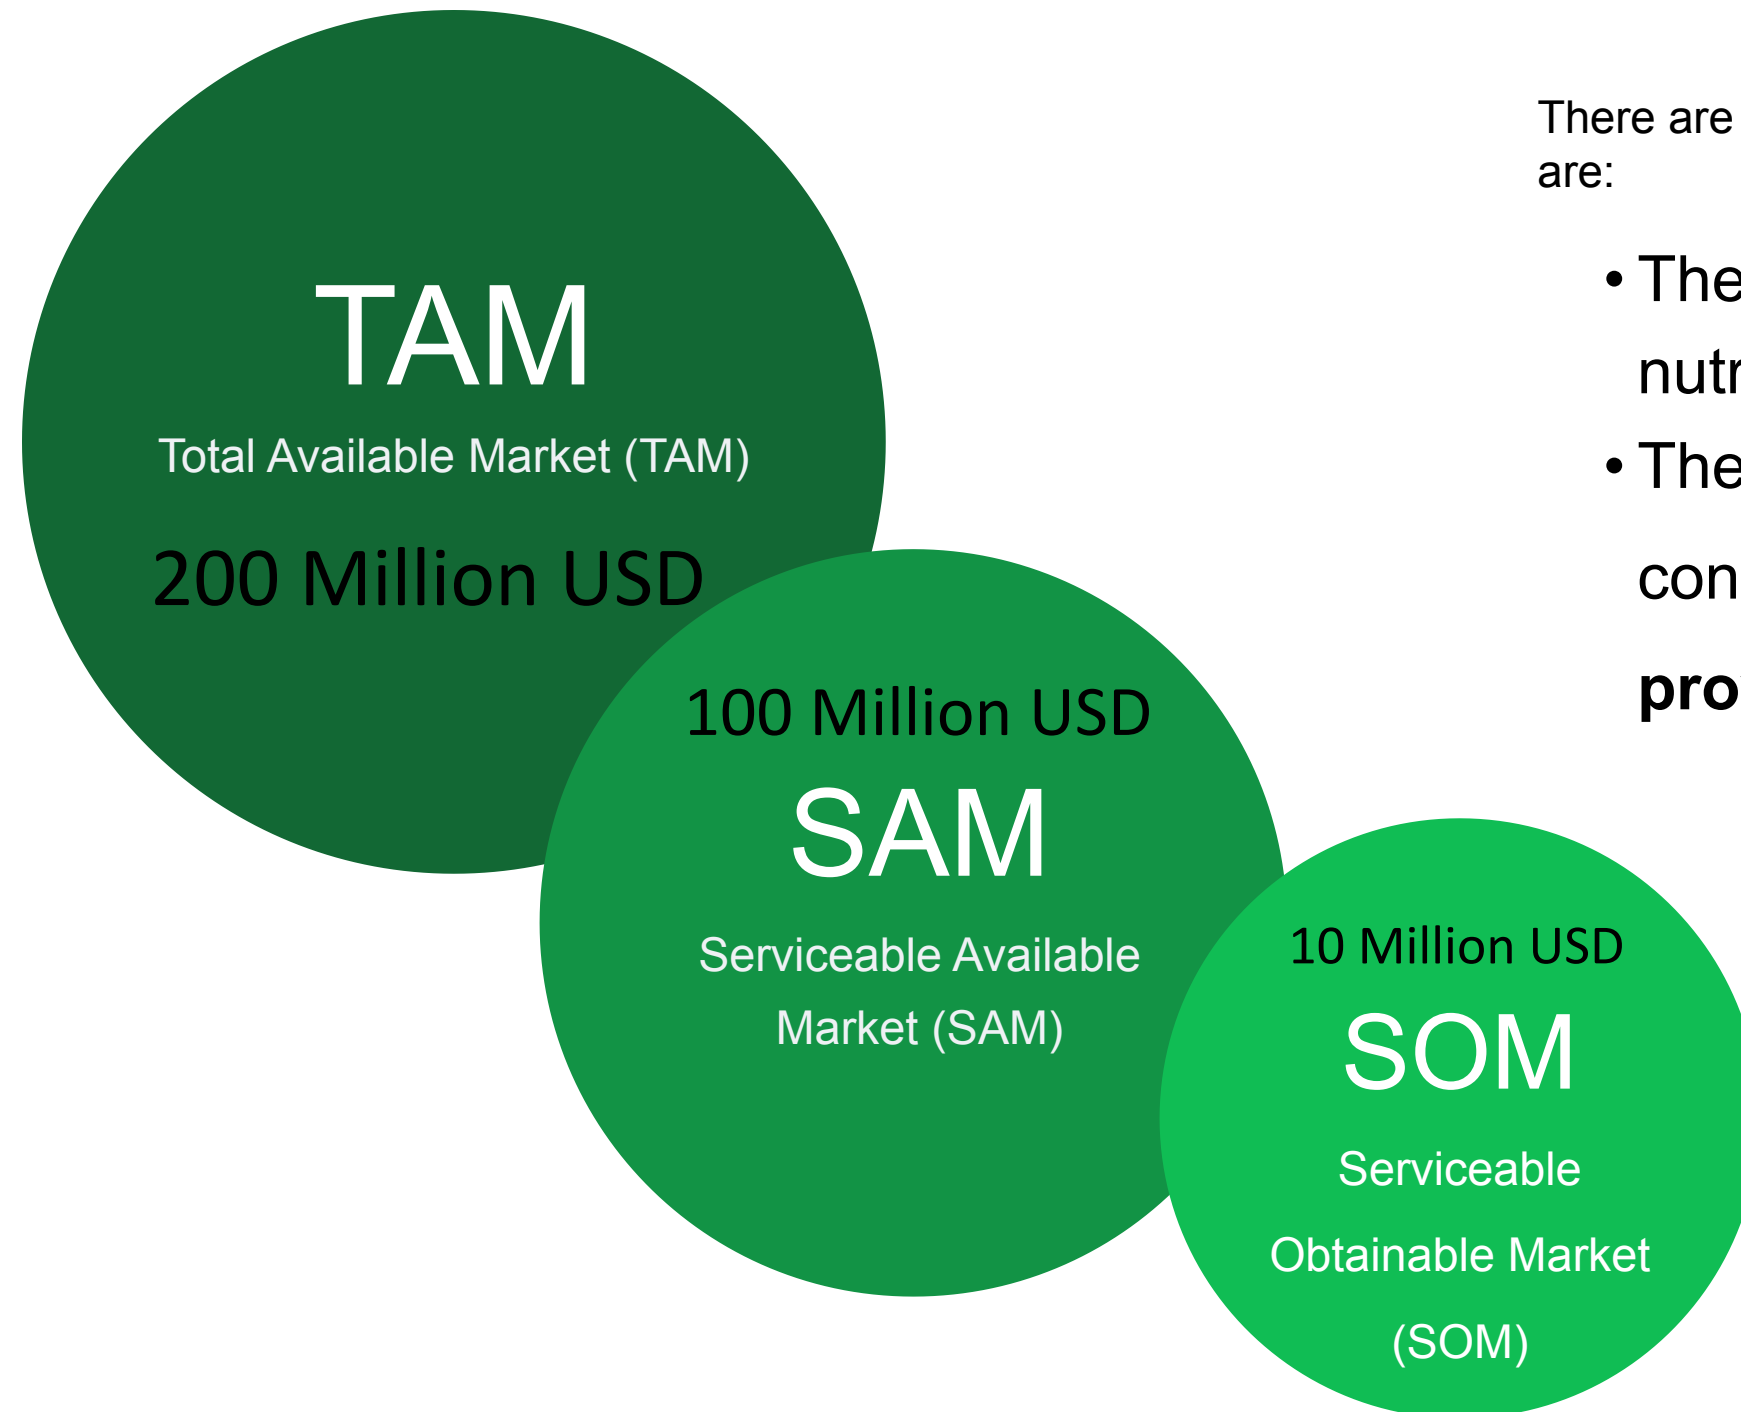 TAM
Total Available Market (TAM)
200 Million USD
100 Million USD
SAM
Serviceable Available
Market (SAM)
10 Million USD
SOM
Serviceable
Obtainable Market
(SOM)
There are
are:
• The
nutr
• The
con
pro